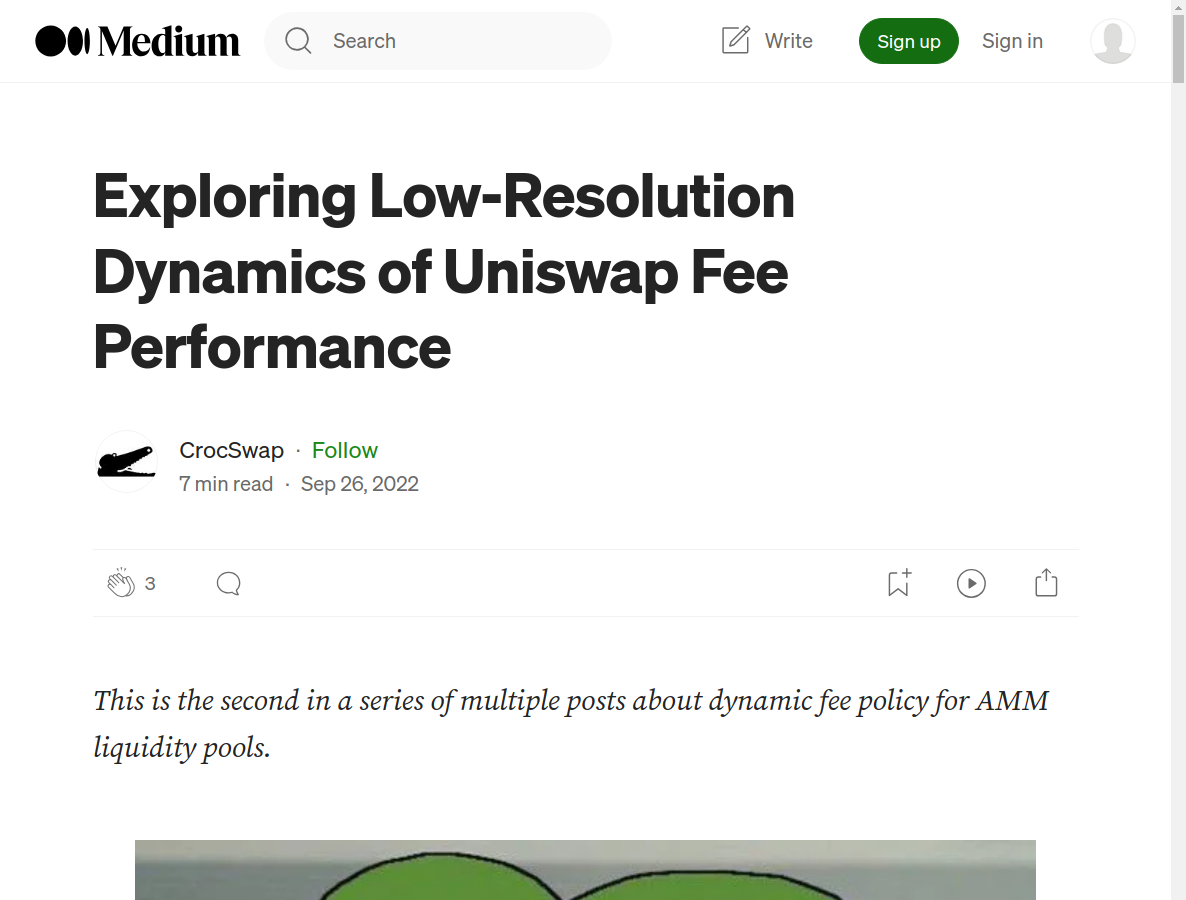 Medium
Search
Write
Sign up
Sign in
Exploring Low-Resolution
Dynamics of Uniswap Fee
Performance
CrocSwap · Follow
7 min read · Sep 26, 2022
3
This is the second in a series of multiple posts about dynamic fee policy for AMM
liquidity pools.